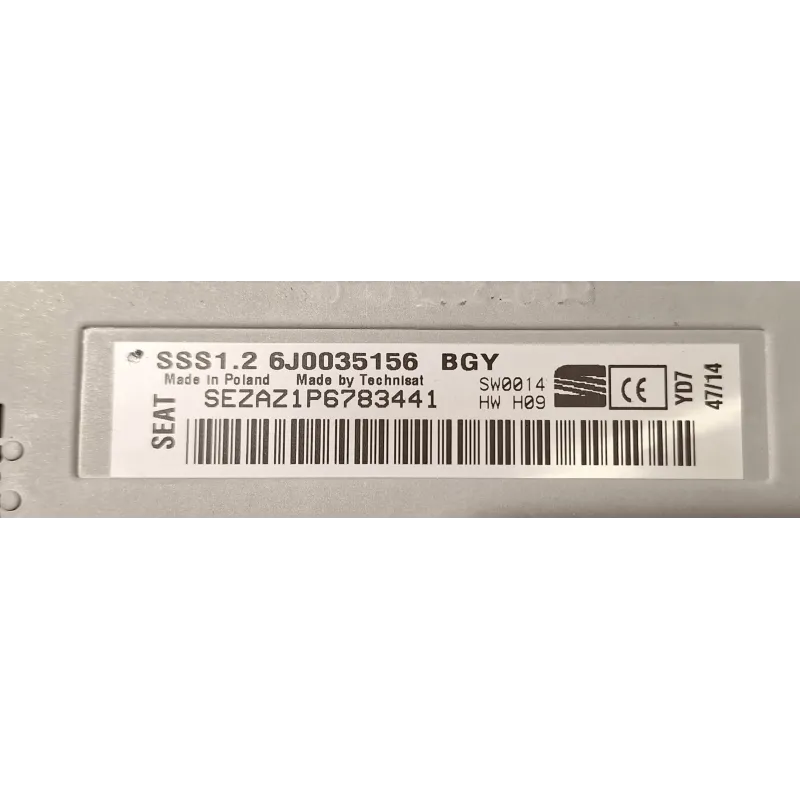 SSS1.2 6J0035156 BGY
Made in Poland Made by Technisat
SEZAZ1P6783441
SW0014
HW H09
SEAT
CE
YD7
47/14